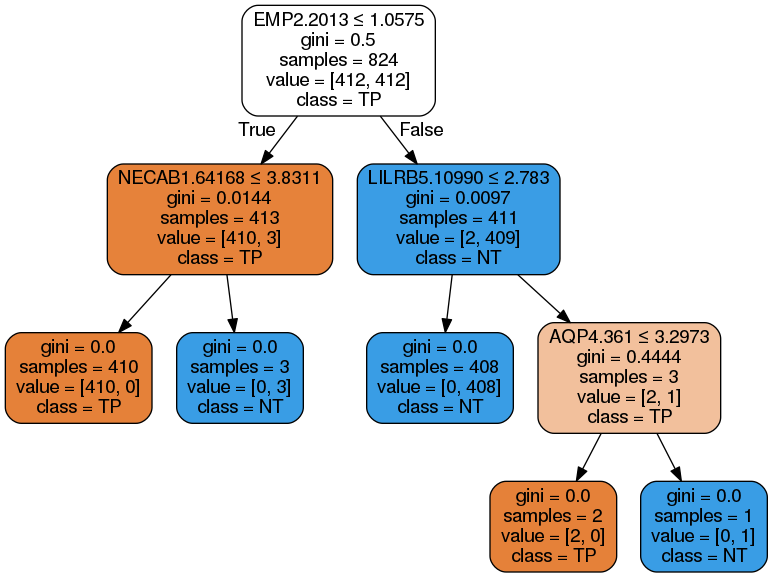 EMP2.2013 ≤ 1.0575
gini = 0.5
samples = 824
value = [412, 412]
class = TP
True
False
NECAB1.64168 ≤ 3.8311
gini = 0.0144
samples = 413
value = [410, 3]
class = TP
LILRB5.10990 ≤ 2.783
gini = 0.0097
samples = 411
value = [2, 409]
class = NT
gini = 0.0
samples = 410
value = [410, 0]
class = TP
gini = 0.0
samples = 3
value = [0, 3]
class = NT
gini = 0.0
samples = 408
value = [0, 408]
class = NT
AQP4.361 ≤ 3.2973
gini = 0.4444
samples = 3
value = [2, 1]
class = TP
gini = 0.0
samples = 2
value = [2, 0]
class = TP
gini = 0.0
samples = 1
value = [0, 1]
class = NT